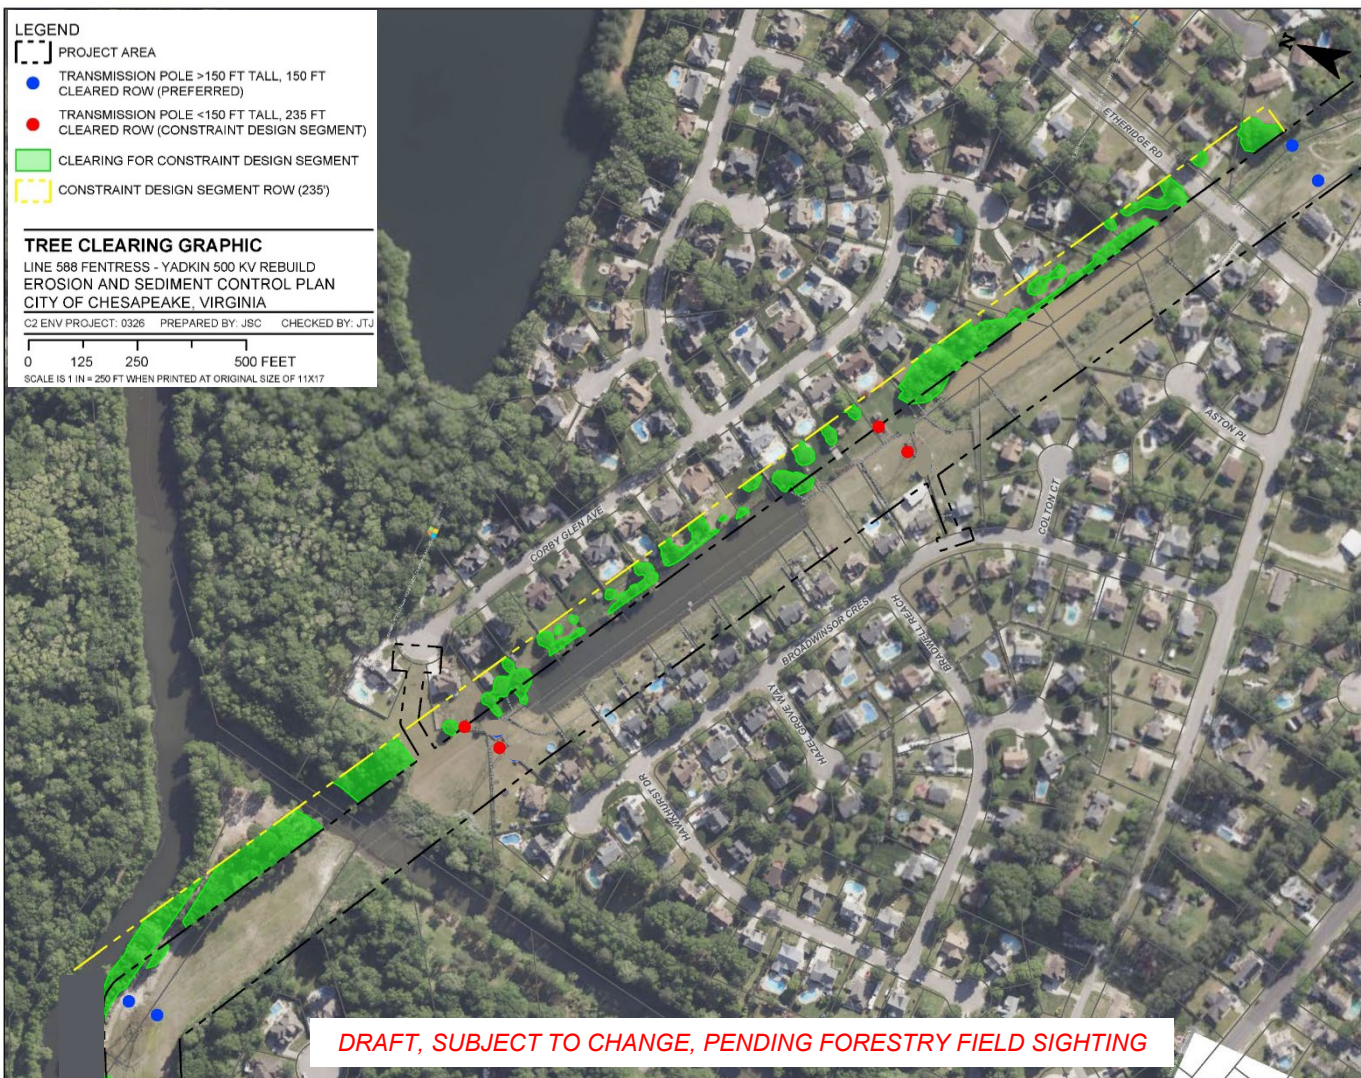 LEGEND
PROJECT AREA
TRANSMISSION POLE >150 FT TALL, 150 FT
CLEARED ROW (PREFERRED)
TRANSMISSION POLE <150 FT TALL, 235 FT
CLEARED ROW (CONSTRAINT DESIGN SEGMENT)
CLEARING FOR CONSTRAINT DESIGN SEGMENT
CONSTRAINT DESIGN SEGMENT ROW (235')
TREE CLEARING GRAPHIC
LINE 588 FENTRESS - YADKIN 500 KV REBUILD
EROSION AND SEDIMENT CONTROL PLAN
CITY OF CHESAPEAKE, VIRGINIA
C2 ENV PROJECT: 0326 PREPARED BY: JSC CHECKED BY: JTJ
0 125 250 500 FEET
SCALE IS 1 IN = 250 FT WHEN PRINTED AT ORIGINAL SIZE OF 11X17
N
ETHERIDGE RD
ASTON PL
COLTON CT
CORBY GLEN AVE
BROADWINSOR CRES
BRADWELL REACH
HAZEL GROVE WAY
HAWKHURST DR
DRAFT, SUBJECT TO CHANGE, PENDING FORESTRY FIELD SIGHTING